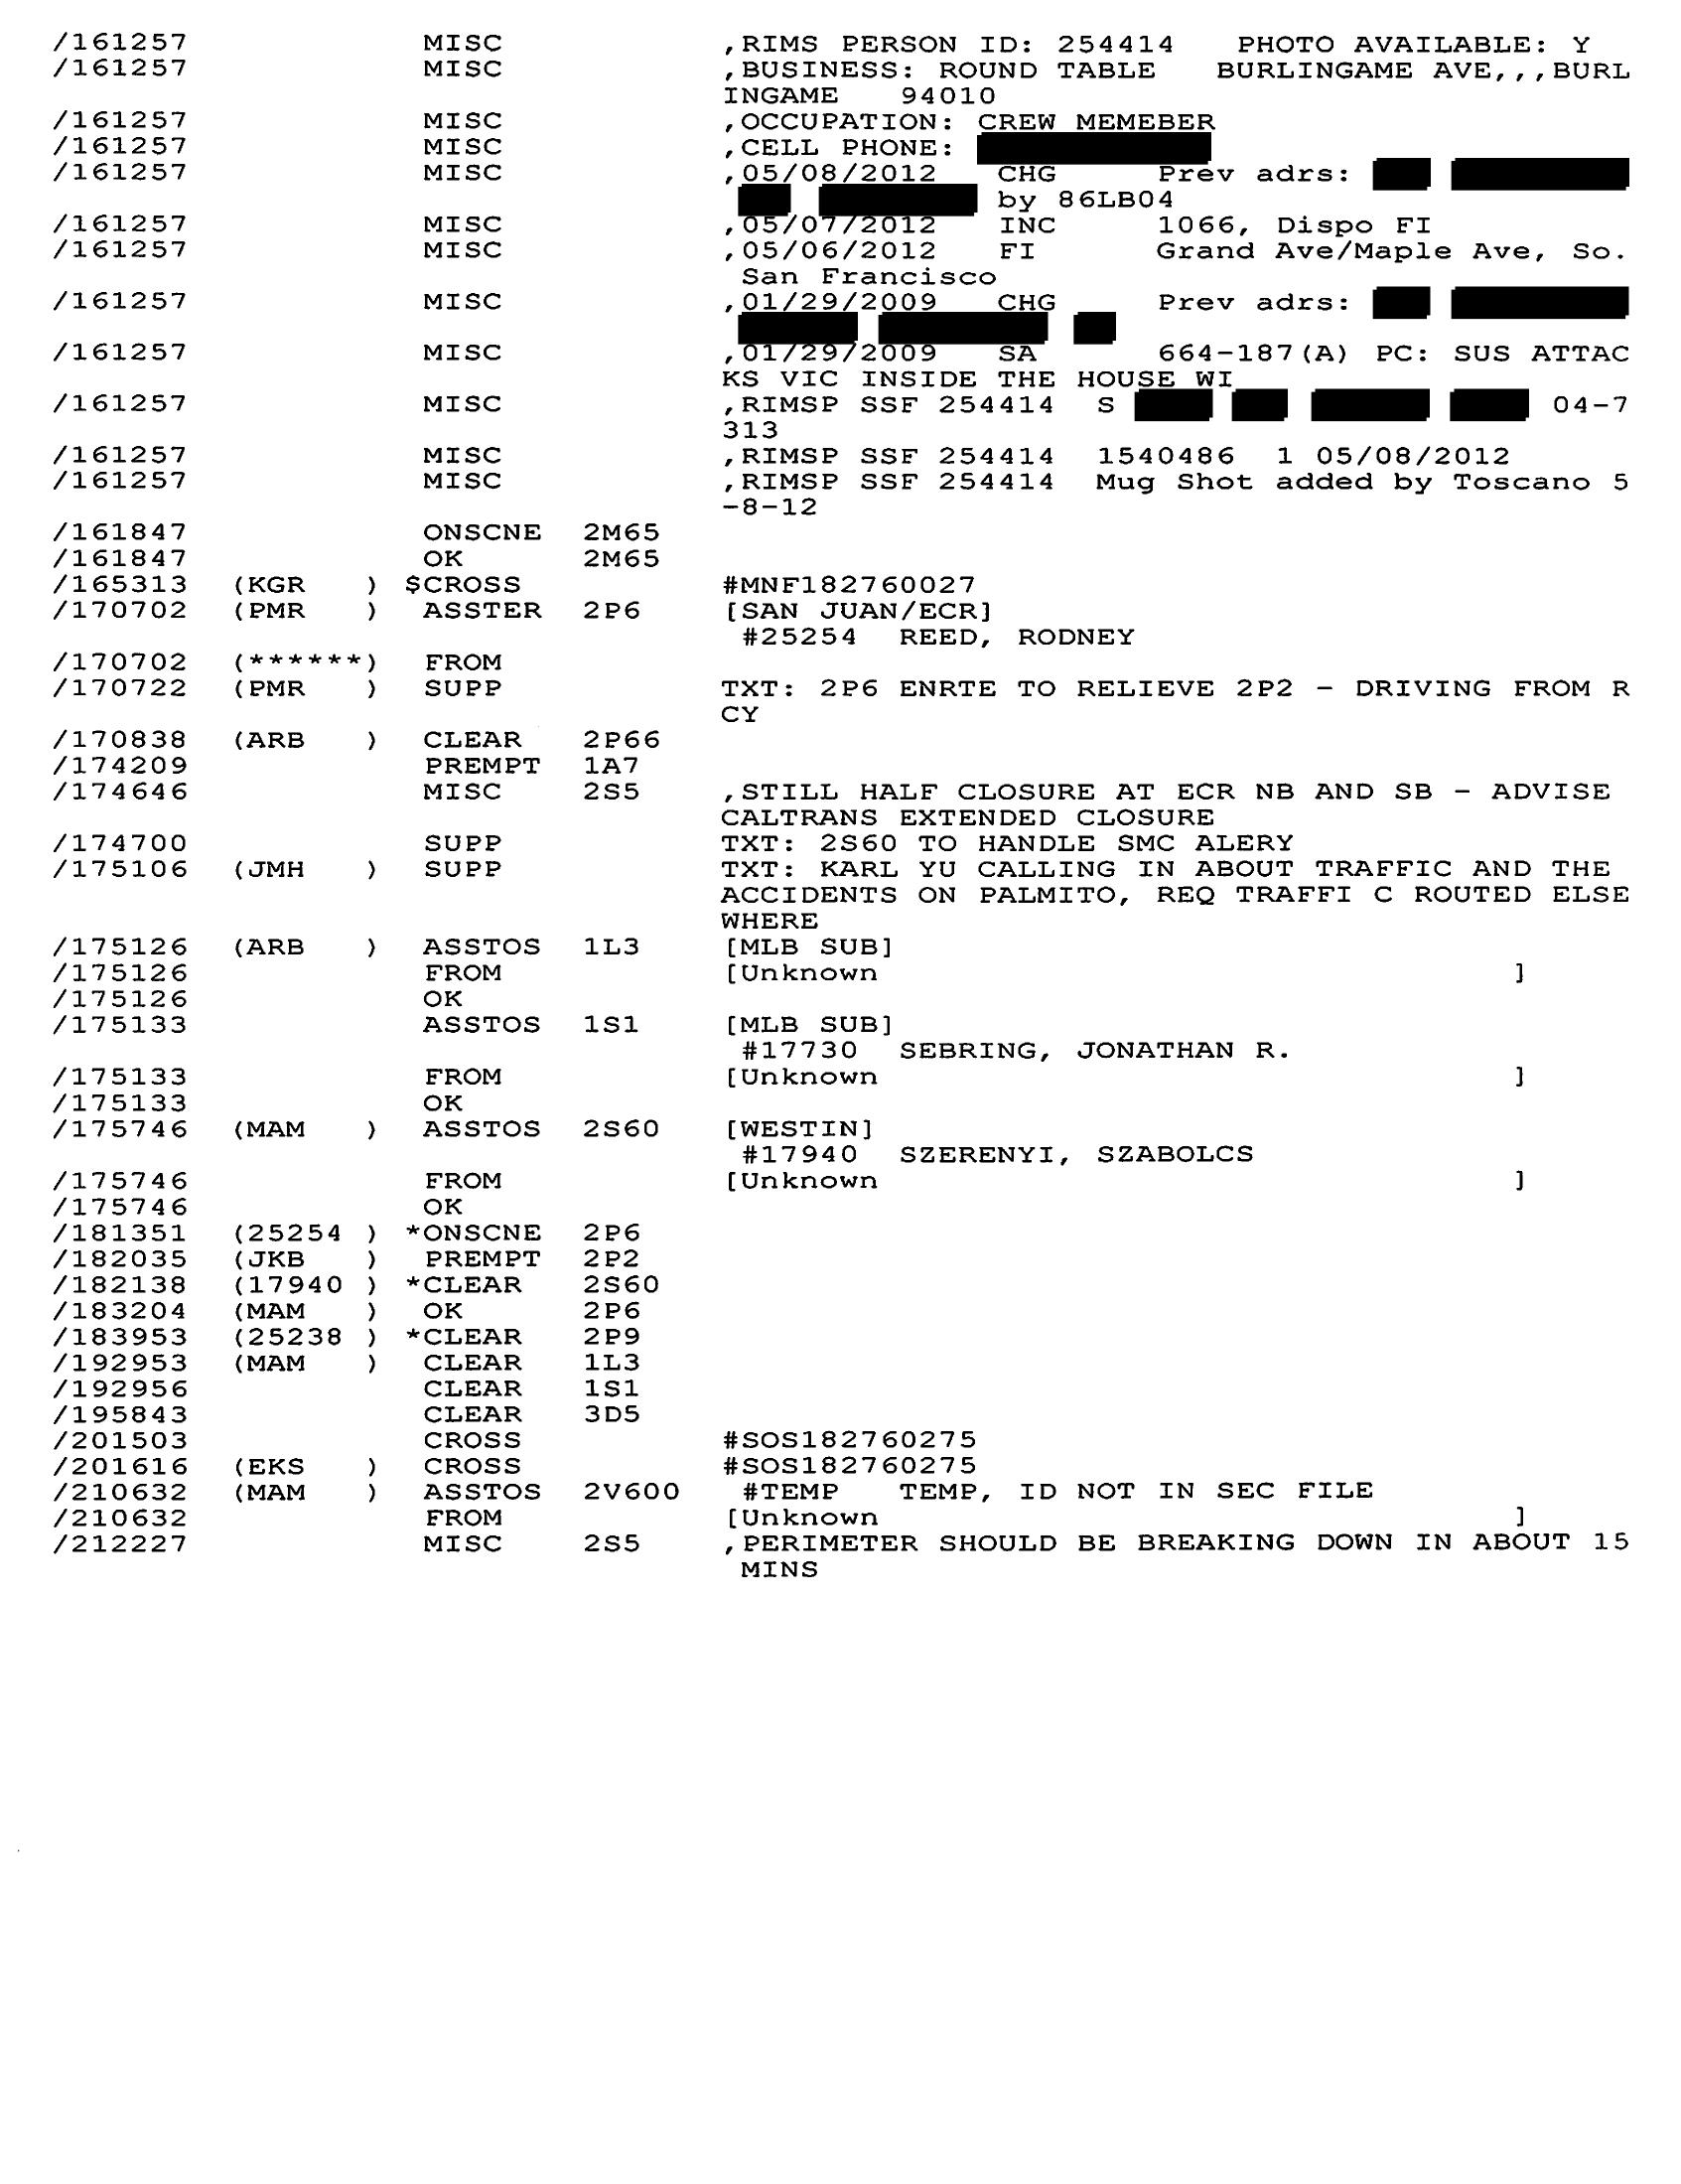 /161257 MISC ,RIMS PERSON ID: 254414 PHOTO AVAILABLE: Y
/161257 MISC ,BUSINESS: ROUND TABLE BURLINGAME AVE,,,BURL
INGAME 94010
/161257 MISC ,OCCUPATION: CREW MEMEBER
/161257 MISC ,CELL PHONE:
/161257 MISC ,05/08/2012 CHG Prev adrs:
by 86LB04
/161257 MISC ,05/07/2012 INC 1066, Dispo FI
/161257 MISC ,05/06/2012 FI Grand Ave/Maple Ave, So.
San Francisco
/161257 MISC ,01/29/2009 CHG Prev adrs:
/161257 MISC ,01/29/2009 SA 664-187(A) PC: SUS ATTAC
KS VIC INSIDE THE HOUSE WI
/161257 MISC ,RIMSP SSF 254414 S 04-7
313
/161257 MISC ,RIMSP SSF 254414 1540486 1 05/08/2012
/161257 MISC ,RIMSP SSF 254414 Mug Shot added by Toscano 5
-8-12
/161847 ONSCNE 2M65
/161847 OK 2M65
/165313 (KGR ) $CROSS #MNF182760027
/170702 (PMR ) ASSTER 2P6 [SAN JUAN/ECR]
#25254 REED, RODNEY
/170702 (******) FROM
/170722 (PMR ) SUPP TXT: 2P6 ENRTE TO RELIEVE 2P2 - DRIVING FROM R
CY
/170838 (ARB ) CLEAR 2P66
/174209 PREMPT 1A7
/174646 MISC 2S5 ,STILL HALF CLOSURE AT ECR NB AND SB - ADVISE
CALTRANS EXTENDED CLOSURE
/174700 SUPP TXT: 2S60 TO HANDLE SMC ALERY
/175106 (JMH ) SUPP TXT: KARL YU CALLING IN ABOUT TRAFFIC AND THE
ACCIDENTS ON PALMITO, REQ TRAFFI C ROUTED ELSE
WHERE
/175126 (ARB ) ASSTOS 1L3 [MLB SUB]
/175126 FROM [Unknown ]
/175126 OK
/175133 ASSTOS 1S1 [MLB SUB]
#17730 SEBRING, JONATHAN R.
/175133 FROM [Unknown ]
/175133 OK
/175746 (MAM ) ASSTOS 2S60 [WESTIN]
#17940 SZERENYI, SZABOLCS
/175746 FROM [Unknown ]
/175746 OK
/181351 (25254 ) *ONSCNE 2P6
/182035 (JKB ) PREMPT 2P2
/182138 (17940 ) *CLEAR 2S60
/183204 (MAM ) OK 2P6
/183953 (25238 ) *CLEAR 2P9
/192953 (MAM ) CLEAR 1L3
/192956 CLEAR 1S1
/195843 CLEAR 3D5
/201503 CROSS #SOS182760275
/201616 (EKS ) CROSS #SOS182760275
/210632 (MAM ) ASSTOS 2V600 #TEMP TEMP, ID NOT IN SEC FILE
/210632 FROM [Unknown ]
/212227 MISC 2S5 ,PERIMETER SHOULD BE BREAKING DOWN IN ABOUT 15
MINS